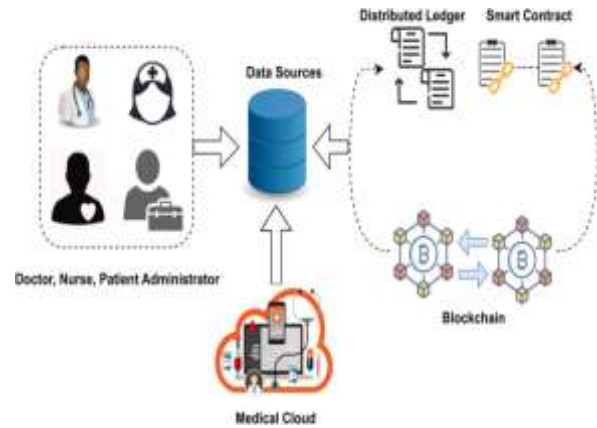 Distributed Ledger
Smart Contract
Data Sources
Doctor, Nurse, Patient Administrator
B
B
Blockchain
Medical Cloud